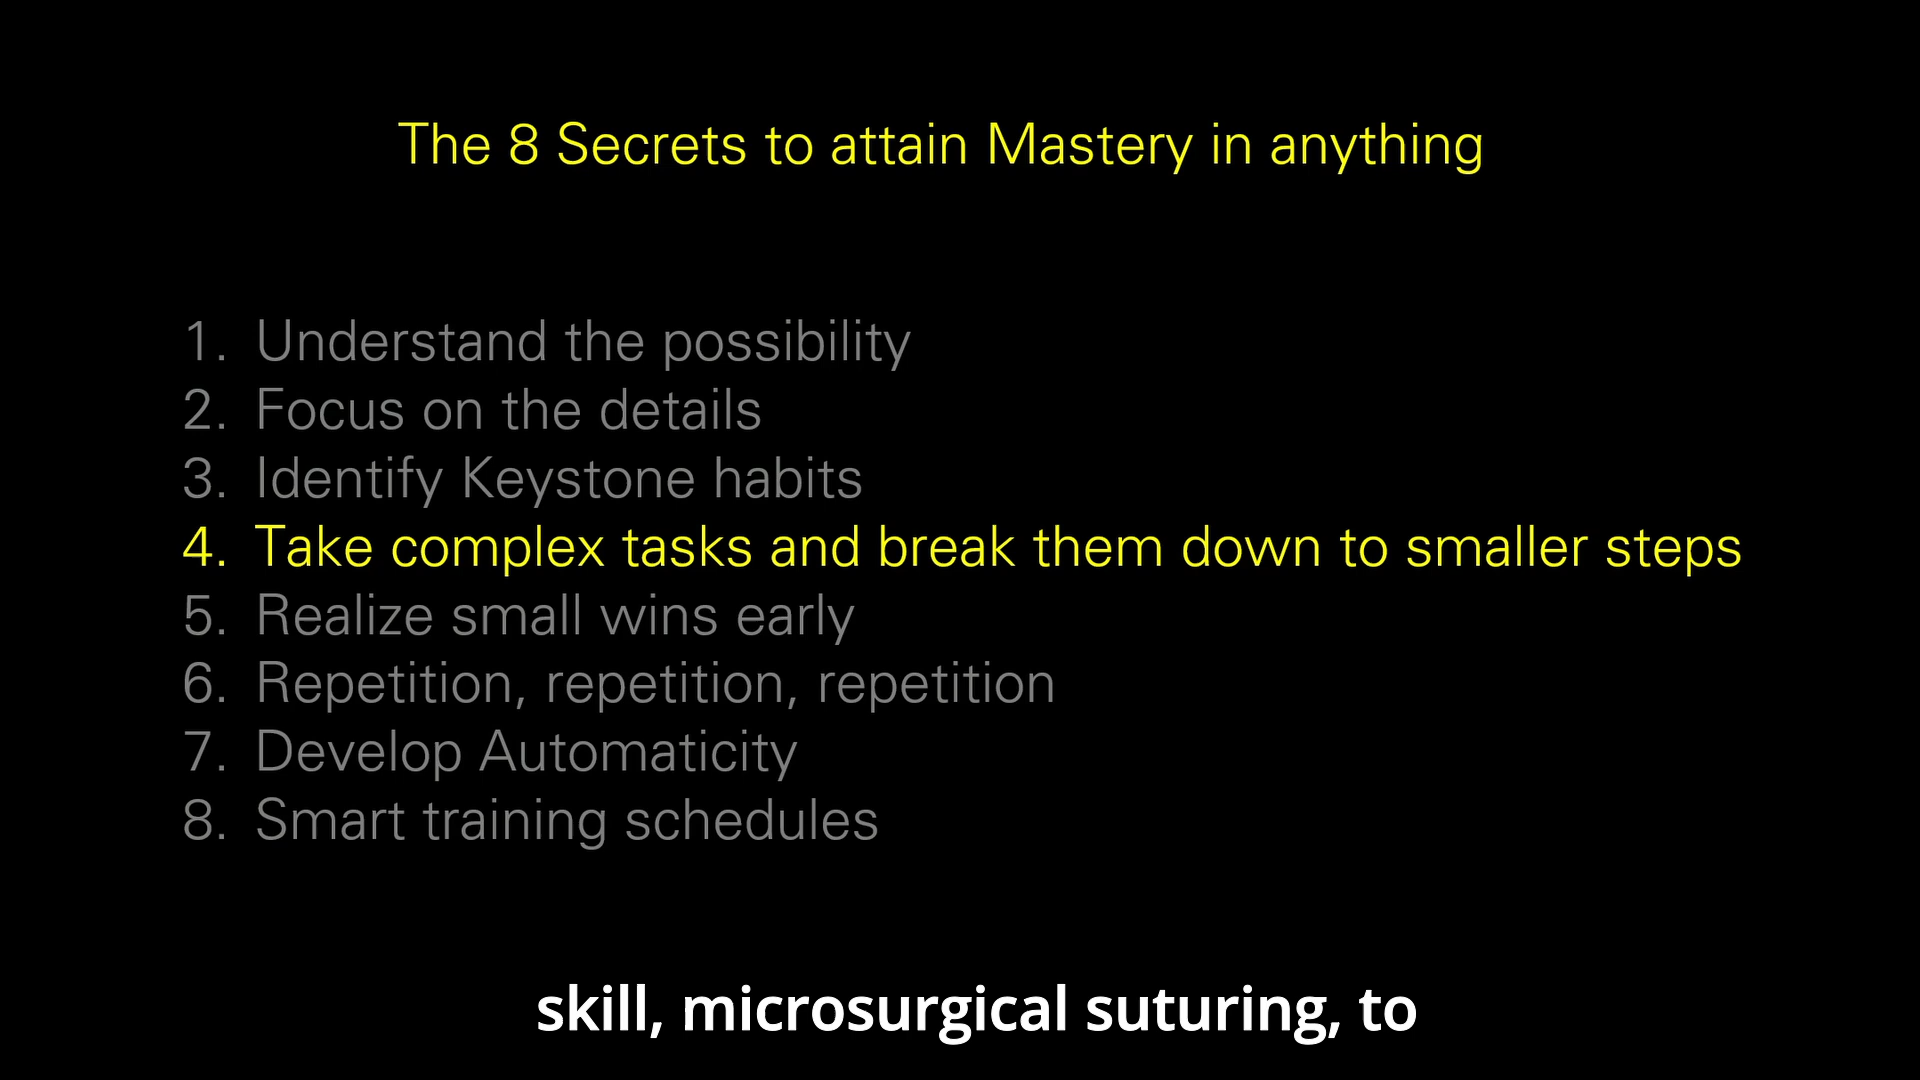 The 8 Secrets to attain Mastery in anything
1. Understand the possibility
2. Focus on the details
3. Identify Keystone habits
4. Take complex tasks and break them down to smaller steps
5. Realize small wins early
6. Repetition, repetition, repetition
7. Develop Automaticity
8. Smart training schedules
skill, microsurgical suturing, to